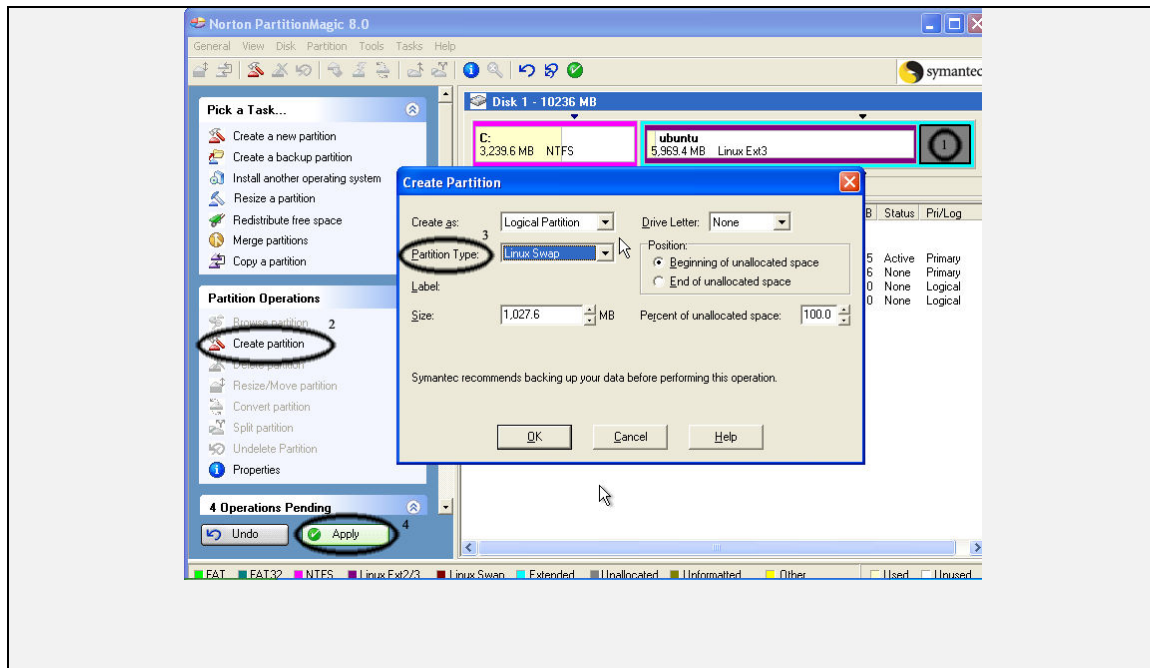 Norton PartitionMagic 8.0
General View Disk Partition Tools Tasks Help
symantec
Pick a Task...
Create a new partition
Create a backup partition
Install another operating system
Resize a partition
Redistribute free space
Merge partitions
Copy a partition
Partition Operations
Browse partition 2
Create partition
Delete partition
Resize/Move partition
Convert partition
Split partition
Undelete Partition
Properties
4 Operations Pending
Undo
Apply 4
Disk 1 - 10236 MB
C:
3,239.6 MB NTFS
ubuntu
5,969.4 MB Linux Ext3
1
B Status Pri/Log
5 Active Primary
6 None Primary
0 None Logical
0 None Logical
Create Partition
Create as: Logical Partition
Drive Letter: None
3
Partition Type: Linux Swap
Position:
Beginning of unallocated space
End of unallocated space
Label:
Size: 1,027.6 MB
Percent of unallocated space: 100.0
Symantec recommends backing up your data before performing this operation.
OK Cancel Help
FAT FAT32 NTFS Linux Ext2/3 Linux Swap Extended Unallocated Unformatted Other Used Unused